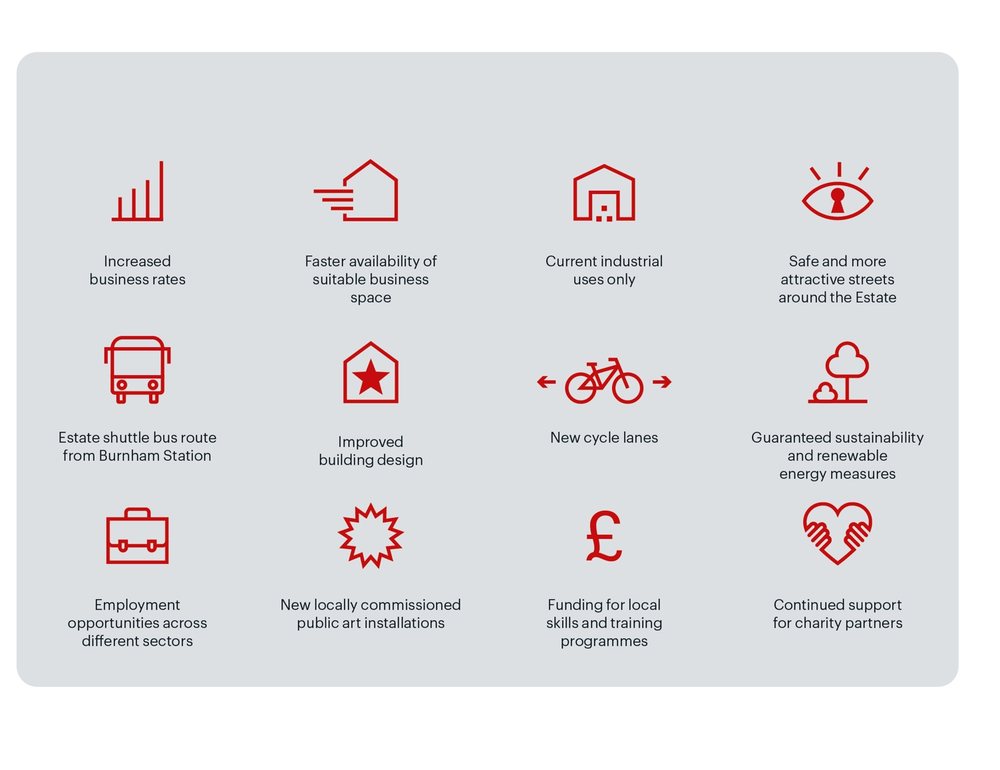 Increased
business rates
Faster availability of
suitable business
space
Current industrial
uses only
Safe and more
attractive streets
around the Estate
Estate shuttle bus route
from Burnham Station
Improved
building design
New cycle lanes
Guaranteed sustainability
and renewable
energy measures
Employment
opportunities across
different sectors
New locally commissioned
public art installations
£
Funding for local
skills and training
programmes
Continued support
for charity partners